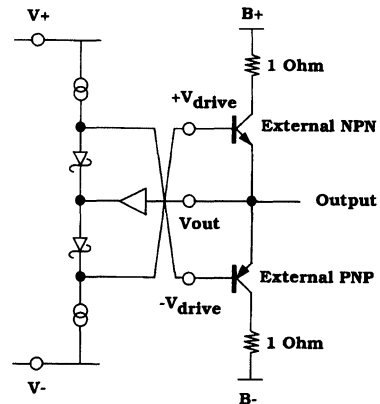 V+
B+
1 Ohm
+Vdrive
External NPN
Output
Vout
External PNP
-Vdrive
1 Ohm
V-
B-